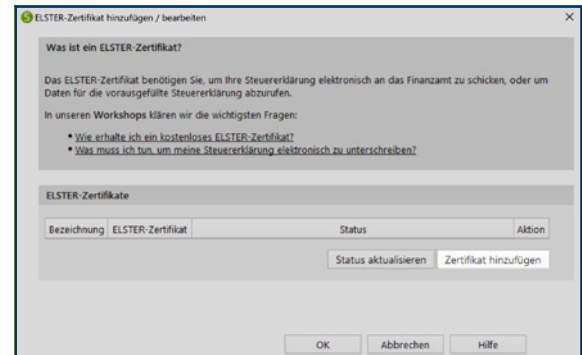 ELSTER-Zertifikat hinzufügen / bearbeiten
Was ist ein ELSTER-Zertifikat?
Das ELSTER-Zertifikat benötigen Sie, um Ihre Steuererklärung elektronisch an das Finanzamt zu schicken, oder um
Daten für die vorausgefüllte Steuererklärung abzurufen.
In unseren Workshops klären wir die wichtigsten Fragen:
• Wie erhalte ich ein kostenloses ELSTER-Zertifikat?
• Was muss ich tun, um meine Steuererklärung elektronisch zu unterschreiben?
ELSTER-Zertifikate
Bezeichnung ELSTER-Zertifikat Status Aktion
Status aktualisieren Zertifikat hinzufügen
OK Abbrechen Hilfe